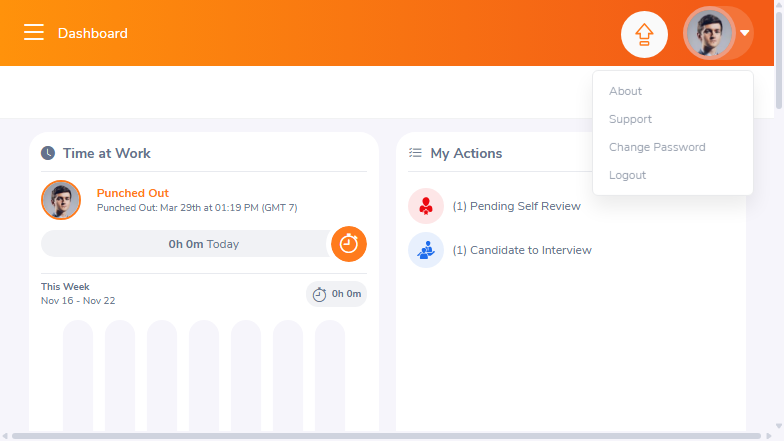 Dashboard
About
Support
Change Password
Logout
Time at Work
Punched Out
Punched Out: Mar 29th at 01:19 PM (GMT 7)
0h 0m Today
This Week
Nov 16 - Nov 22
0h 0m
My Actions
(1) Pending Self Review
(1) Candidate to Interview